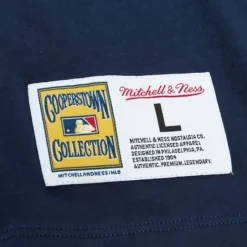 Mitchell & Ness
COOPERSTOWN
COLLECTION
MITCHELLANDNESS/MLB
L
MITCHELL & NESS NOSTALGIA CO.
AUTHENTIC LICENSED APPAREL
DESIGNED IN PHILADELPHIA, PA.
ESTABLISHED 1904
AUTHENTIC. PREMIUM. LEGENDARY.